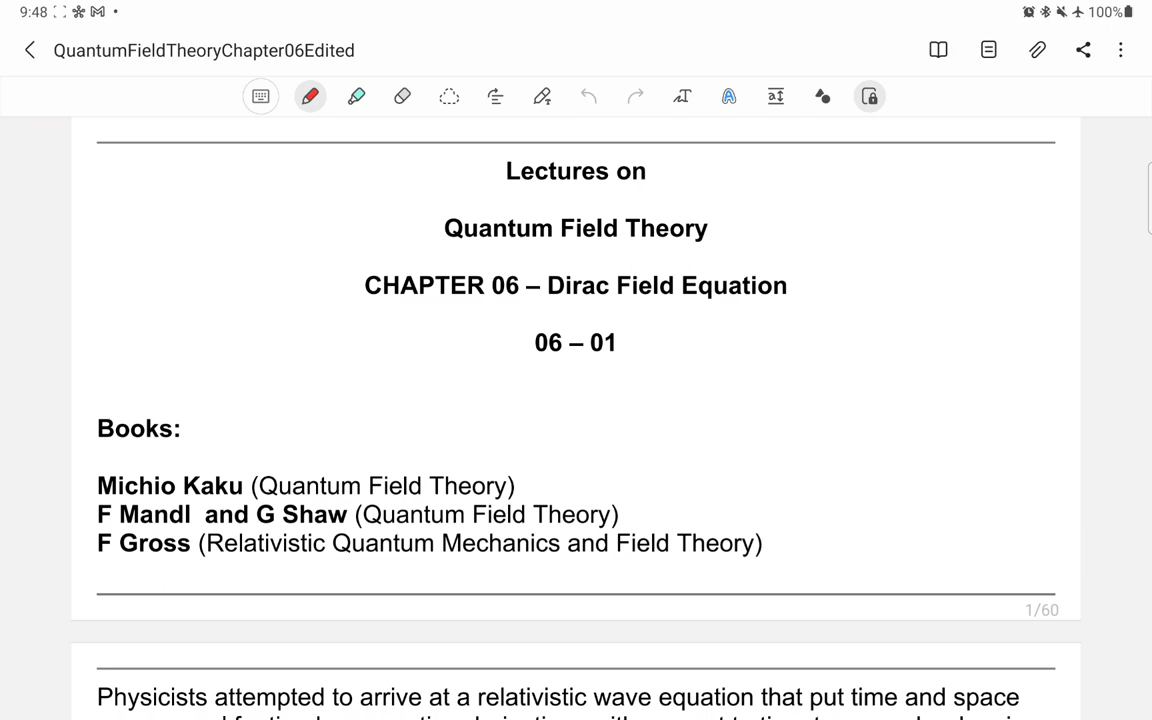 9:48
100%
QuantumFieldTheoryChapter06Edited
Lectures on
Quantum Field Theory
CHAPTER 06 – Dirac Field Equation
06 – 01
Books:
Michio Kaku (Quantum Field Theory)
F Mandl and G Shaw (Quantum Field Theory)
F Gross (Relativistic Quantum Mechanics and Field Theory)
1/60
Physicists attempted to arrive at a relativistic wave equation that put time and space